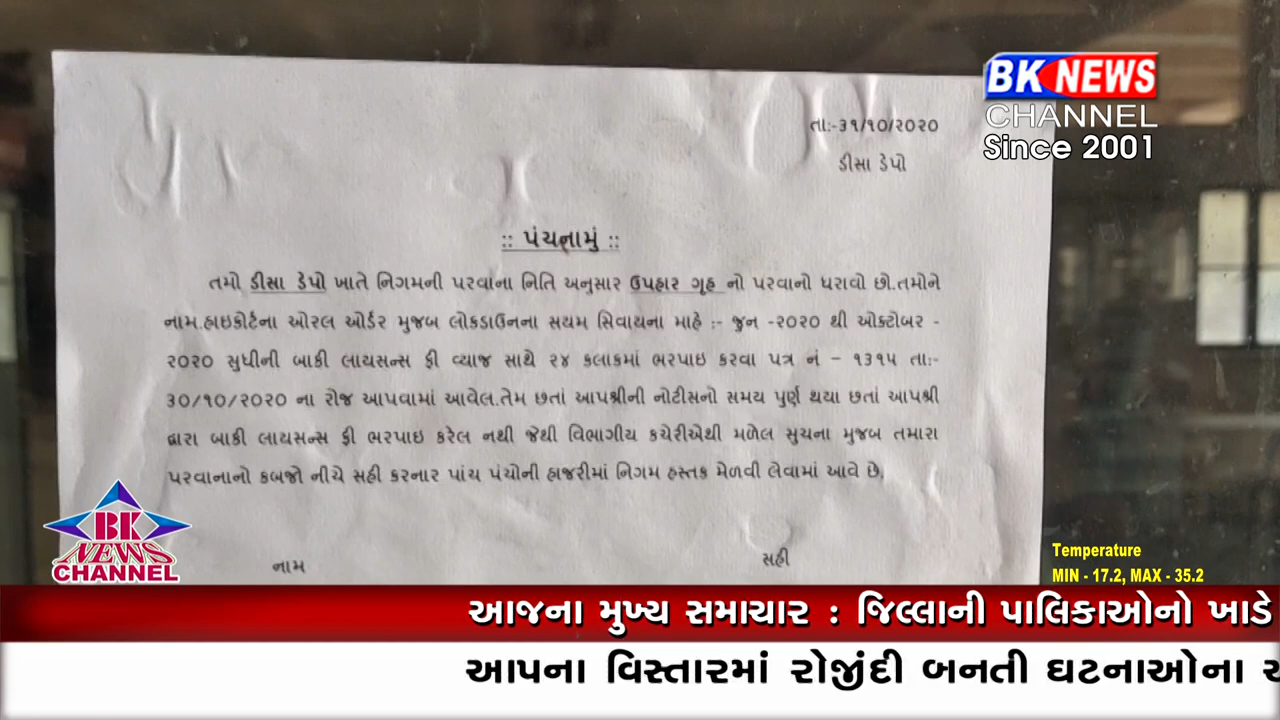 BK NEWS
CHANNEL
Since 2001
તા:-૩૧/૧૦/૨૦૨૦
ડીસા ડેપો
:: પંચનામું ::
તમો ડીસા ડેપો ખાતે નિગમની પરવાના નિતિ અનુસાર ઉપહાર ગૃહ નો પરવાનો ધરાવો છો.તમોને
નામ.હાઇકોર્ટના ઓરલ ઓર્ડર મુજબ લોકડાઉનના સયમ સિવાયના માહે :- જુન -૨૦૨૦ થી ઓક્ટોબર -
૨૦૨૦ સુધીની બાકી લાયસન્સ ફી વ્યાજ સાથે ૨૪ કલાકમાં ભરપાઇ કરવા પત્ર નં - ૧૩૧૫ તા:-
૩૦/૧૦/૨૦૨૦ ના રોજ આપવામાં આવેલ.તેમ છતાં આપશ્રીની નોટીસનો સમય પુર્ણ થયા છતાં આપશ્રી
દ્વારા બાકી લાયસન્સ ફી ભરપાઇ કરેલ નથી જેથી વિભાગીય કચેરીએથી મળેલ સુચના મુજબ તમારા
પરવાનાનો કબજો નીચે સહી કરનાર પાંચ પંચોની હાજરીમાં નિગમ હસ્તક મેળવી લેવામાં આવે છે.
નામ સહી
BK
NEWS
CHANNEL
Temperature
MIN - 17.2, MAX - 35.2
આજના મુખ્ય સમાચાર : જિલ્લાની પાલિકાઓનો ખાડે
આપના વિસ્તારમાં રોજીંદી બનતી ઘટનાઓના